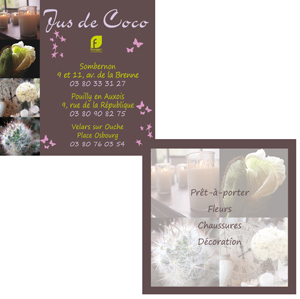 Jus de Coco
Sombernon
9 et 11, av. de la Brenne
03 80 33 31 27
Pouilly en Auxois
9, rue de la République
03 80 90 82 75
Velars sur Ouche
Place Osbourg
03 80 76 03 54
Prêt-à-porter
Fleurs
Chaussures
Décoration